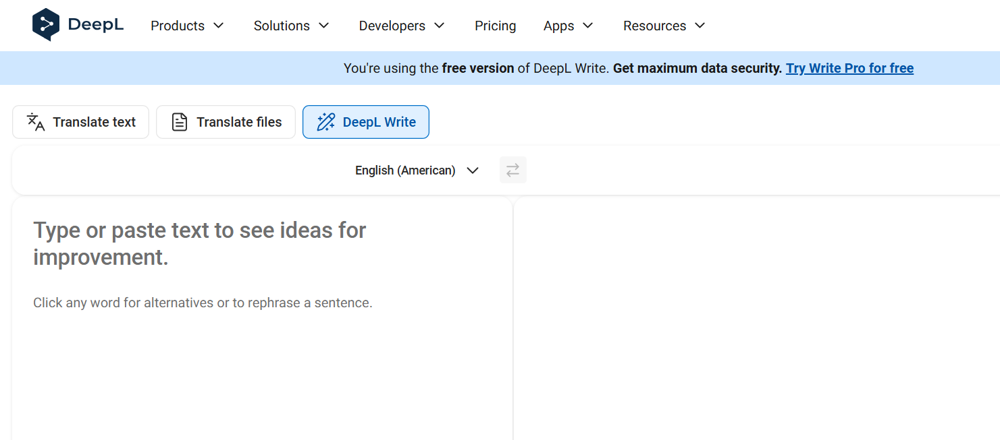 DeepL Products Solutions Developers Pricing Apps Resources
You're using the free version of DeepL Write. Get maximum data security. Try Write Pro for free
Translate text Translate files DeepL Write
English (American)
Type or paste text to see ideas for
improvement.
Click any word for alternatives or to rephrase a sentence.